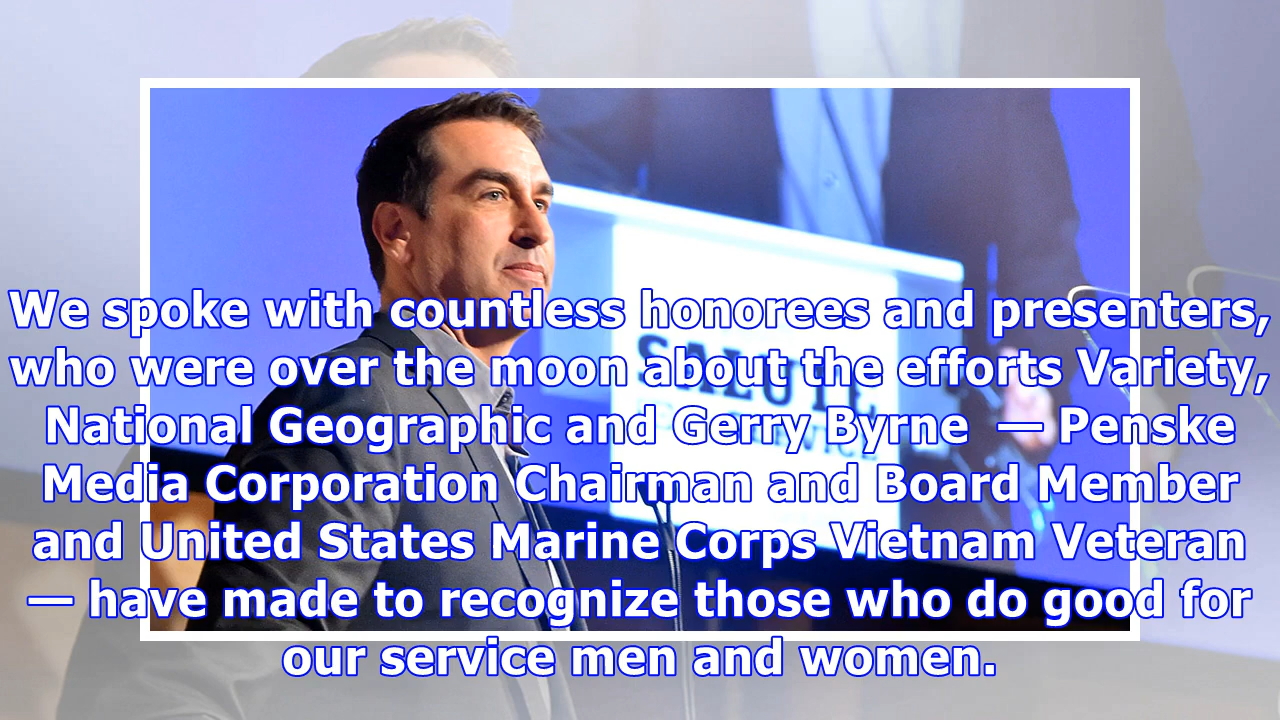 We spoke with countless honorees and presenters,
who were over the moon about the efforts Variety,
National Geographic and Gerry Byrne  — Penske
Media Corporation Chairman and Board Member
and United States Marine Corps Vietnam Veteran
— have made to recognize those who do good for
our service men and women.
SALUTE